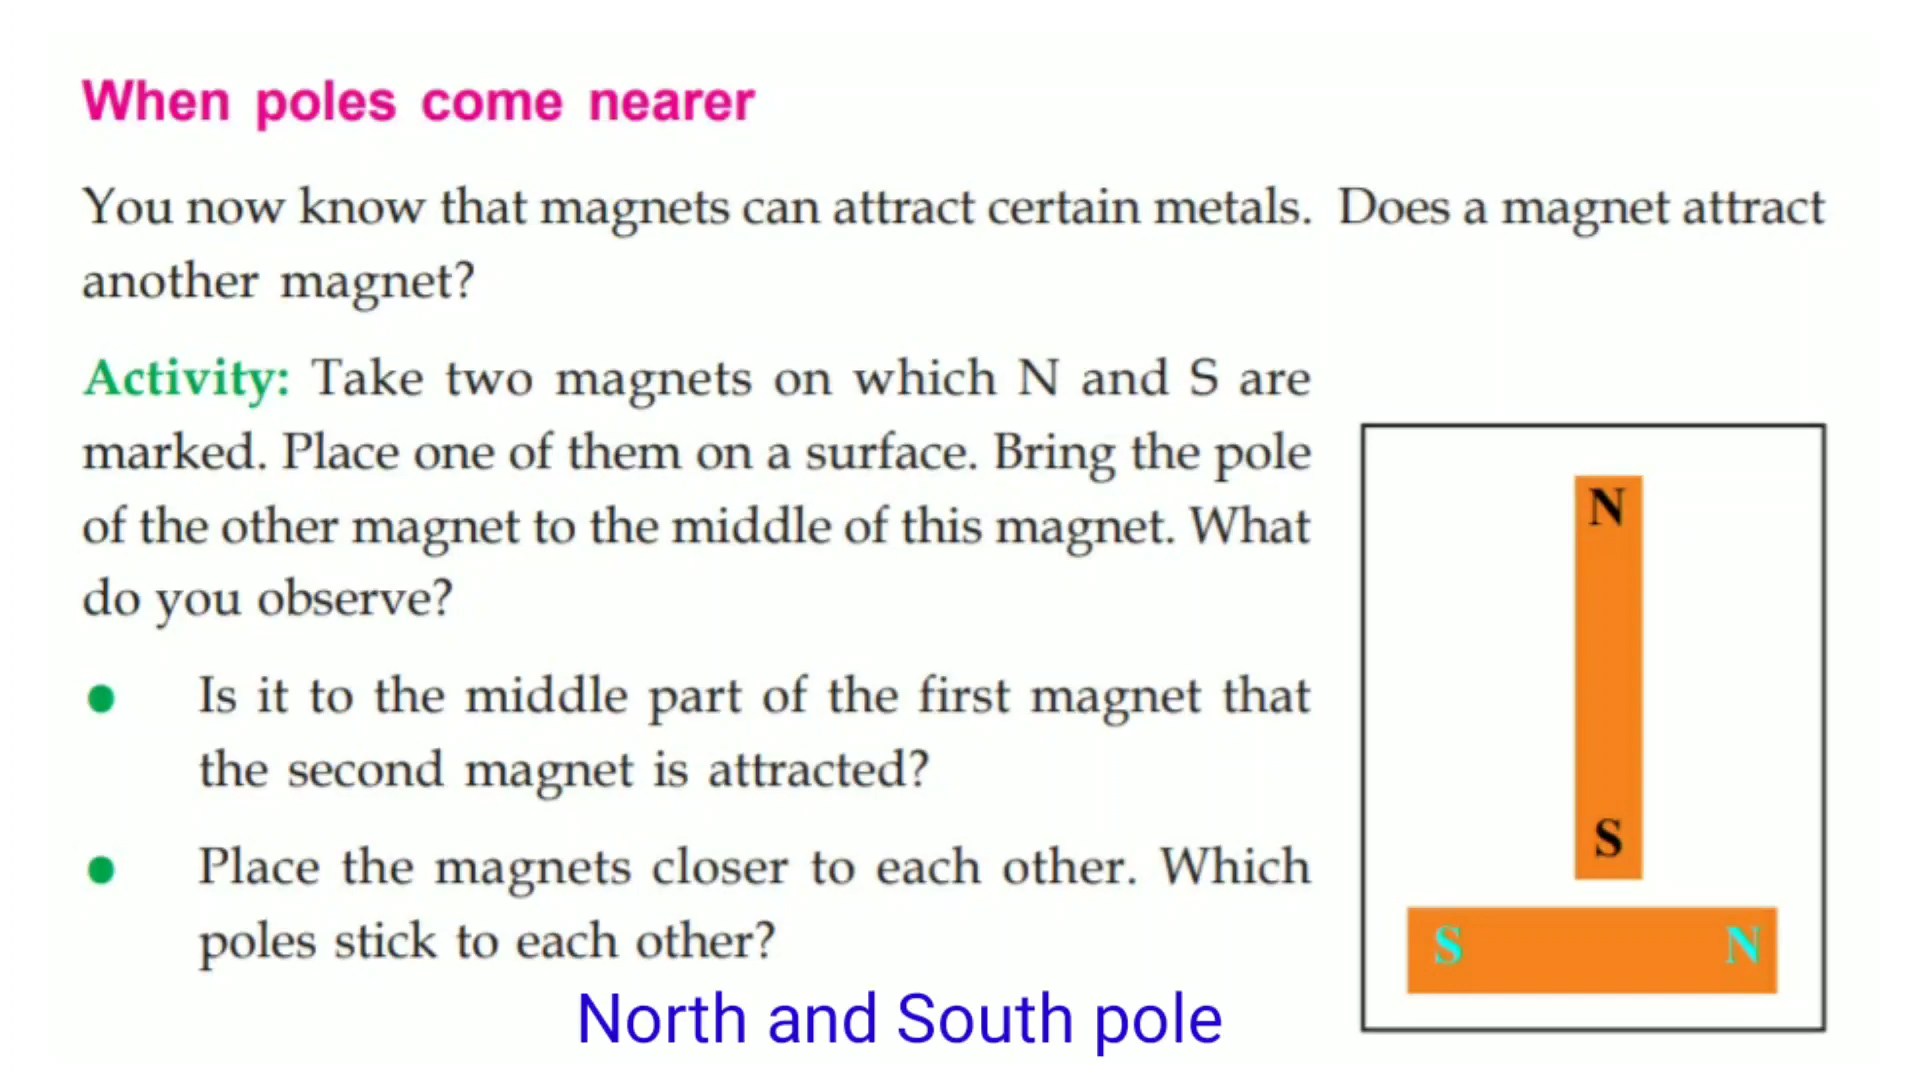 When poles come nearer
You now know that magnets can attract certain metals. Does a magnet attract
another magnet?
Activity: Take two magnets on which N and S are
marked. Place one of them on a surface. Bring the pole
of the other magnet to the middle of this magnet. What
do you observe?
● Is it to the middle part of the first magnet that
the second magnet is attracted?
● Place the magnets closer to each other. Which
poles stick to each other?
North and South pole
N
S
S N